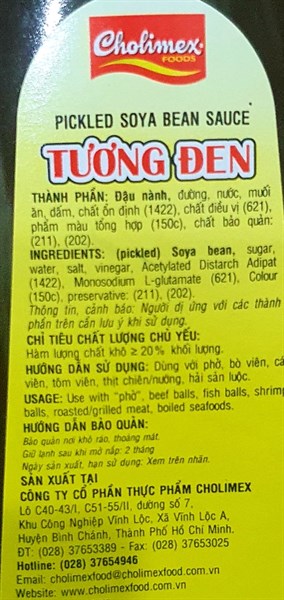 Cholimex
FOODS
PICKLED SOYA BEAN SAUCE
TƯƠNG ĐEN
THÀNH PHẦN: Đậu nành, đường, nước, muối
ăn, dấm, chất ổn định (1422), chất điều vị (621),
phẩm màu tổng hợp (150c), chất bảo quản:
(211), (202).
INGREDIENTS: (pickled) Soya bean, sugar,
water, salt, vinegar, Acetylated Distarch Adipat
(1422), Monosodium L-glutamate (621), Colour
(150c), preservative: (211), (202).
Thông tin, cảnh báo: Người dị ứng với các thành
phần trên cần lưu ý khi sử dụng.
CHỈ TIÊU CHẤT LƯỢNG CHỦ YẾU:
Hàm lượng chất khô ≥ 20% khối lượng.
HƯỚNG DẪN SỬ DỤNG: Dùng với phở, bò viên, cá
viên, tôm viên, thịt chiên/nướng, hải sản luộc.
USAGE: Use with "phở", beef balls, fish balls, shrimp
balls, roasted/grilled meat, boiled seafoods.
HƯỚNG DẪN BẢO QUẢN:
Bảo quản nơi khô ráo, thoáng mát.
Giữ lạnh sau khi mở nắp: 2 tháng
Ngày sản xuất, hạn sử dụng: Xem trên nhãn.
SẢN XUẤT TẠI
CÔNG TY CỔ PHẦN THỰC PHẨM CHOLIMEX
Lô C40-43/I, C51-55/II, đường số 7,
Khu Công Nghiệp Vĩnh Lộc, Xã Vĩnh Lộc A,
Huyện Bình Chánh, Thành Phố Hồ Chí Minh.
ĐT: (028) 37653389 - Fax: (028) 37653025
Hotline: (028) 37654946
Email: cholimexfood@cholimexfood.com.vn
Website: www.cholimexfood.com.vn